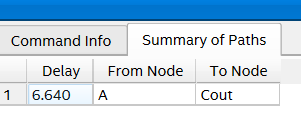 Command Info Summary of Paths
Delay From Node To Node
1 6.640 A Cout